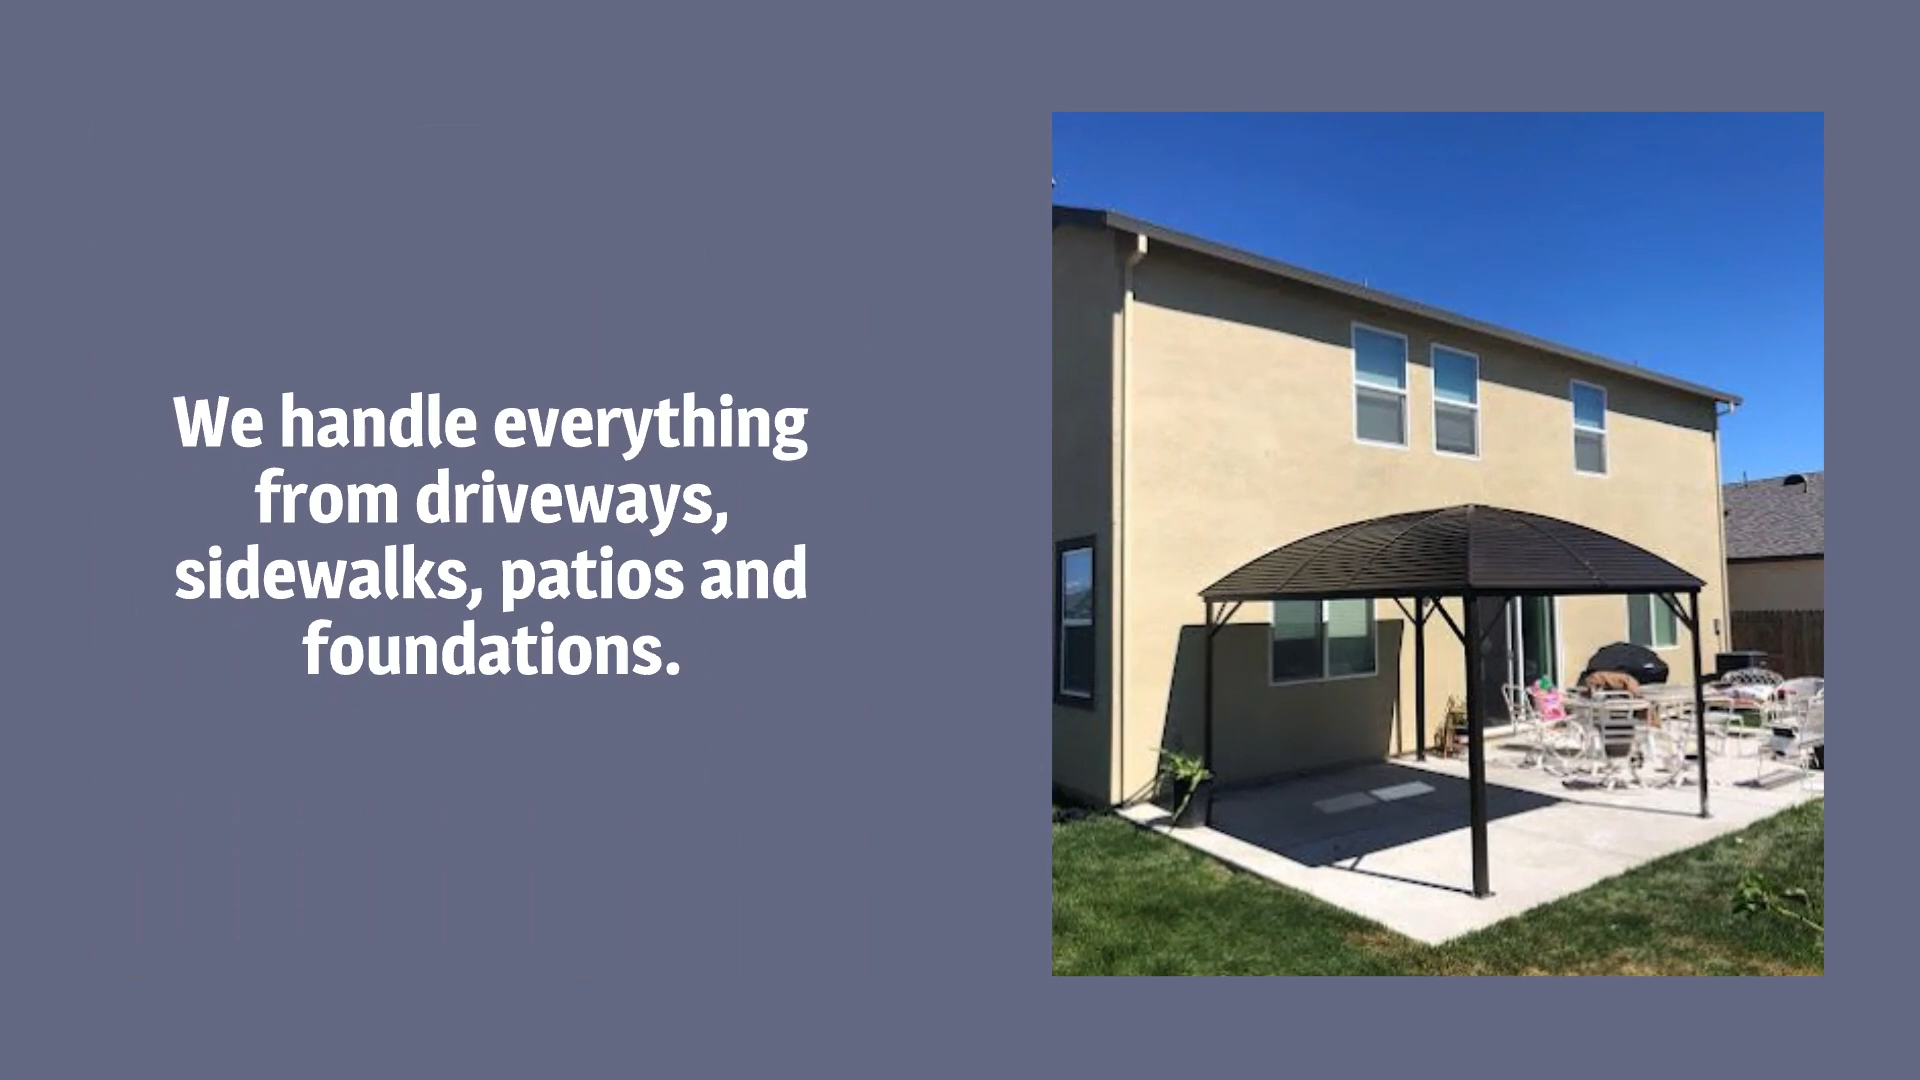 We handle everything
from driveways,
sidewalks, patios and
foundations.